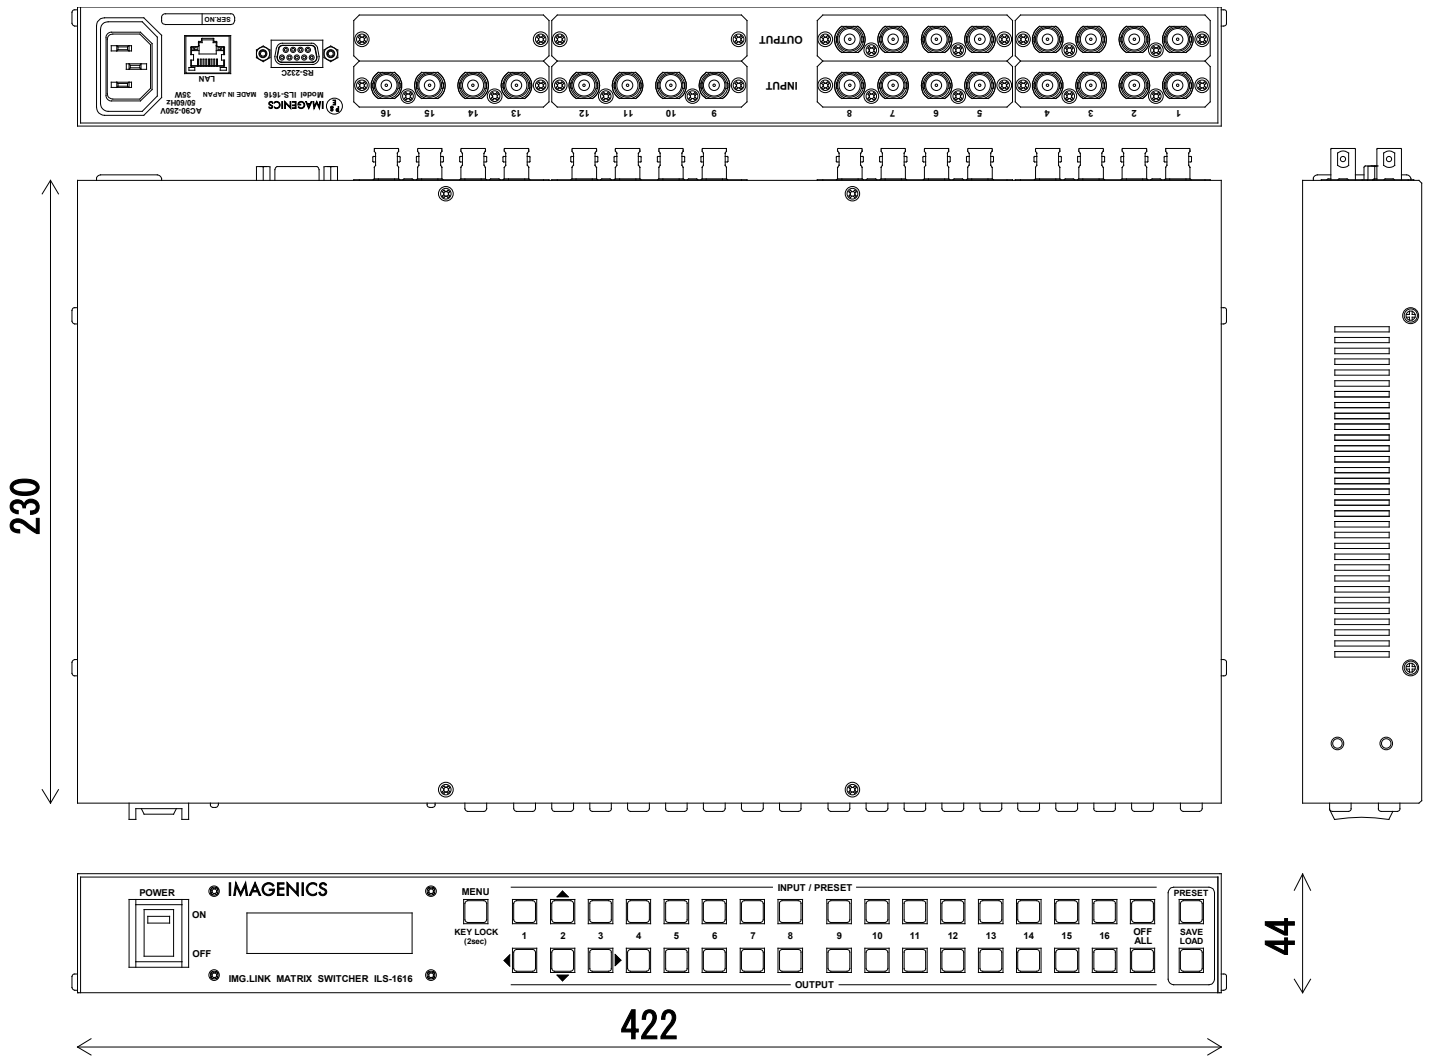 SER.NO
OUTPUT
LAN
RS-232C
INPUT
AC90-250V
50/60Hz
35W
MADE IN JAPAN
Model ILS-1616
IMAGENICS
P S
E
16 15 14 13 12 11 10 9 8 7 6 5 4 3 2 1
230
POWER
ON
OFF
IMAGENICS
IMG.LINK MATRIX SWITCHER ILS-1616
MENU
KEY LOCK
(2sec)
INPUT / PRESET
1 2 3 4 5 6 7 8 9 10 11 12 13 14 15 16
OFF
ALL
OUTPUT
PRESET
SAVE
LOAD
44
422